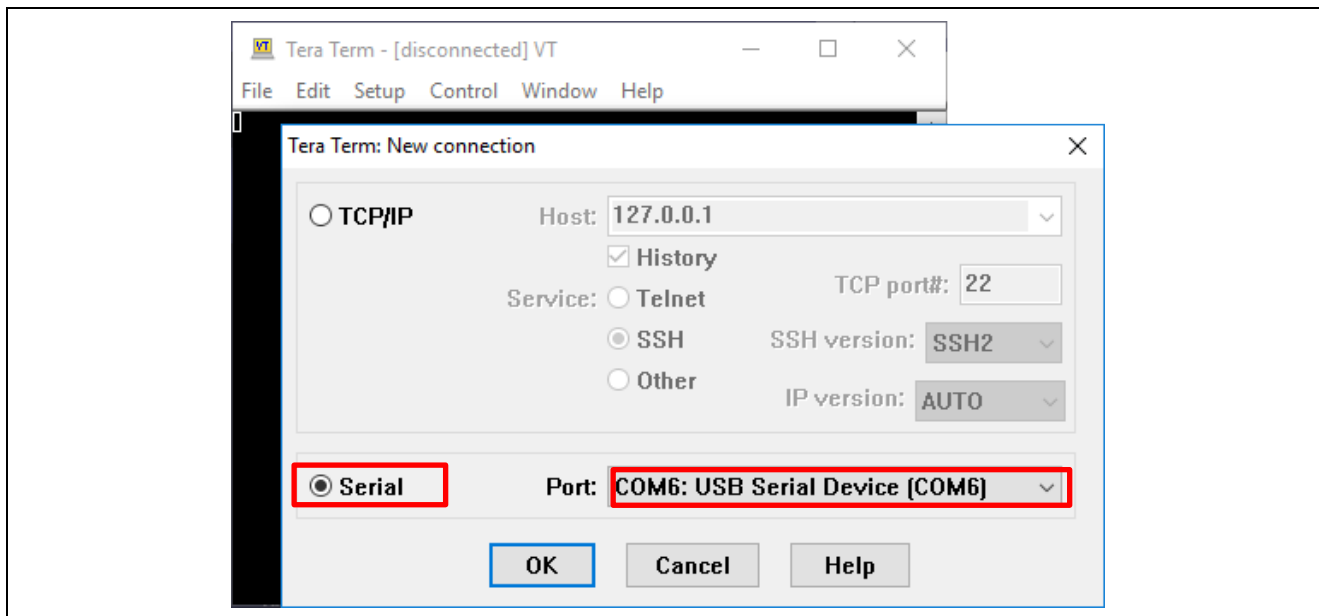 VT Tera Term - [disconnected] VT
File Edit Setup Control Window Help
Tera Term: New connection
TCP/IP Host: 127.0.0.1
History
Service: Telnet TCP port#: 22
SSH SSH version: SSH2
Other IP version: AUTO
Serial Port: COM6: USB Serial Device (COM6)
OK Cancel Help